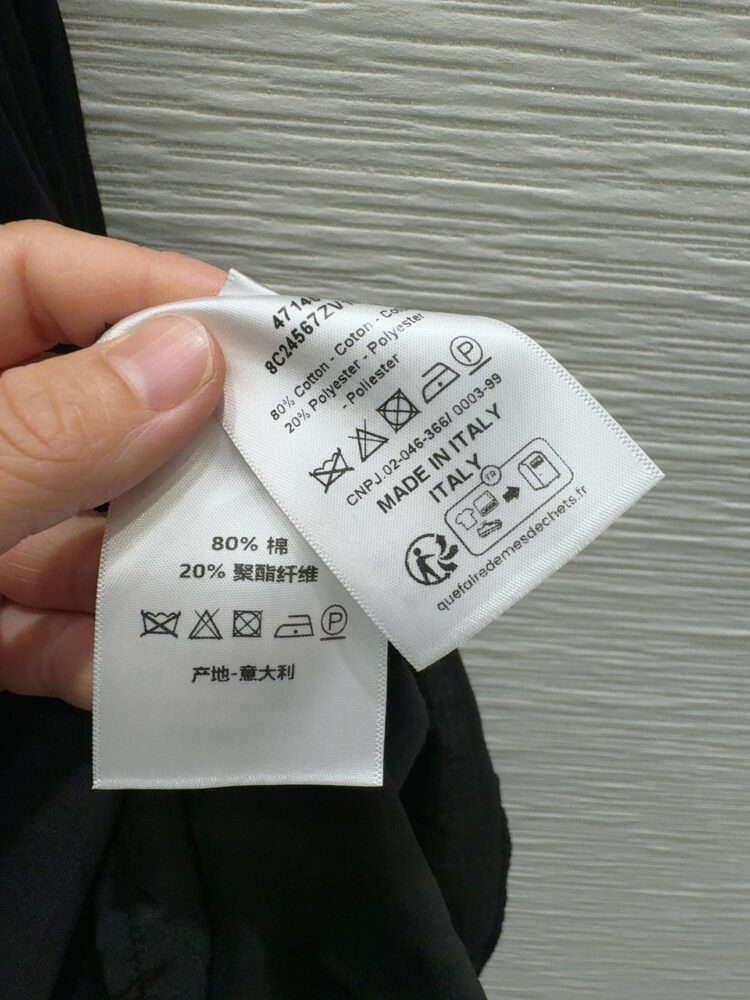 8C24567ZV
80% Cotton - Coton -
20% Polyester - Polyester
- Poliester
P
CNPJ.02-046-366/ 0003-99
MADE IN ITALY
ITALY
FR
quefairedemesdechets.fr
80% 棉
20% 聚酯纤维
P
产地-意大利